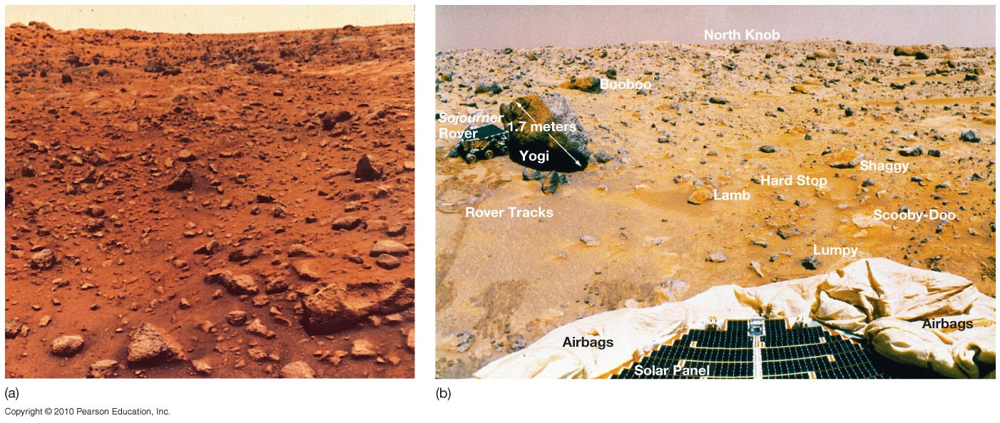 North Knob
Booboo
Sojourner
Rover
1.7 meters
Yogi
Shaggy
Hard Stop
Lamb
Rover Tracks
Scooby-Doo
Lumpy
Airbags
Airbags
Solar Panel
(a)
(b)
Copyright © 2010 Pearson Education, Inc.